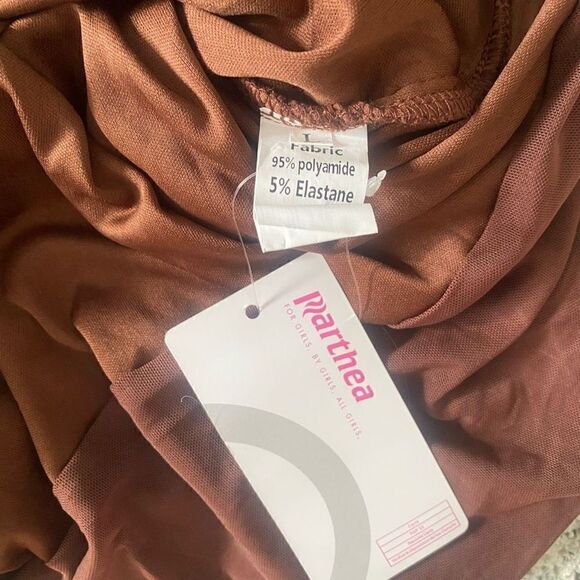 L
Fabric
95% polyamide
5% Elastane
Marthea
FOR GIRLS. BY GIRLS. ALL GIRLS.